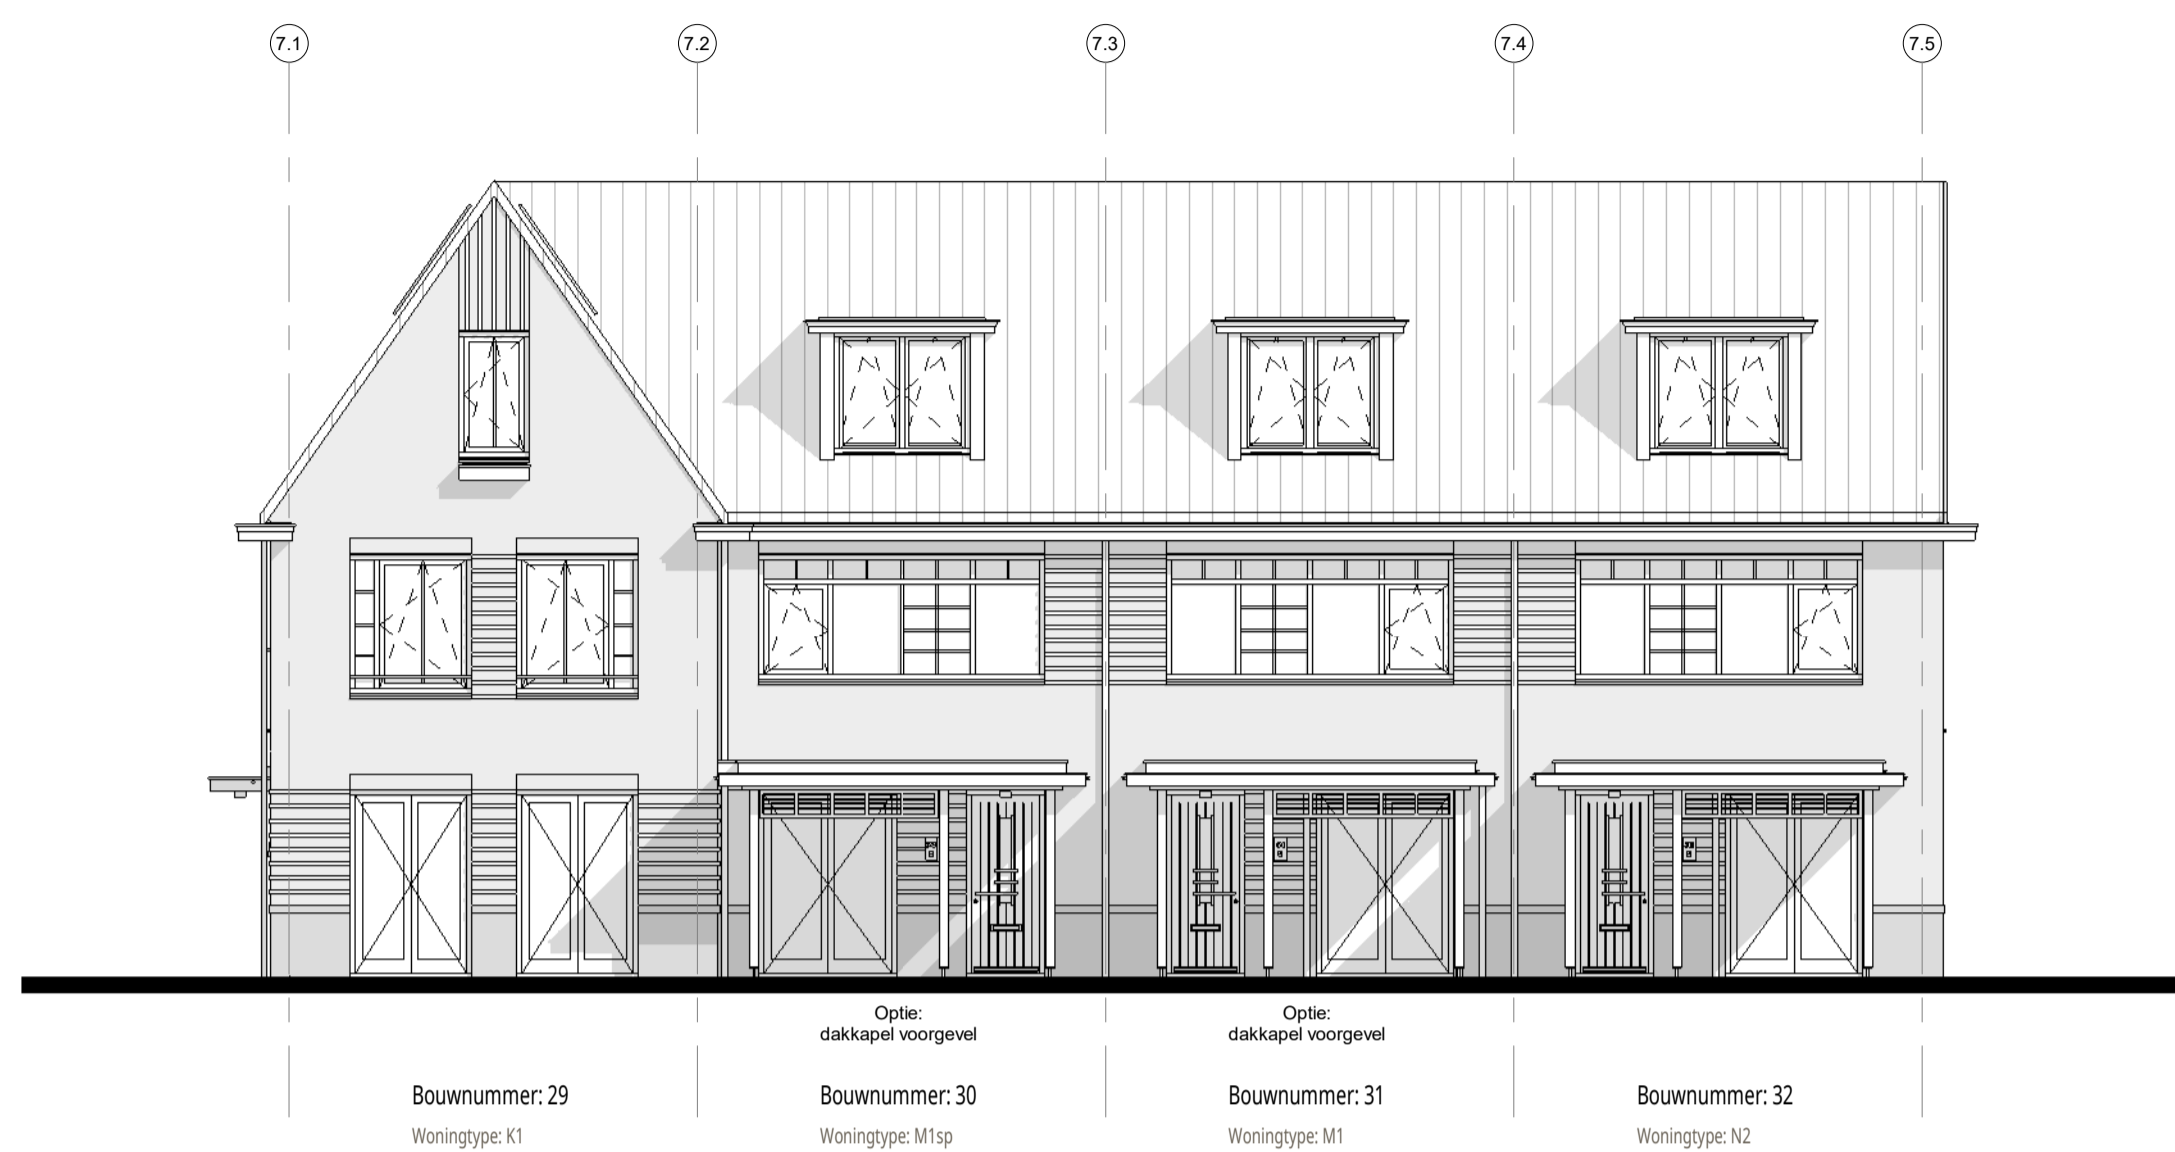 7.1
7.2
7.3
7.4
7.5
Optie:
dakkapel voorgevel
Optie:
dakkapel voorgevel
Bouwnummer: 29
Bouwnummer: 30
Bouwnummer: 31
Bouwnummer: 32
Woningtype: K1
Woningtype: M1sp
Woningtype: M1
Woningtype: N2